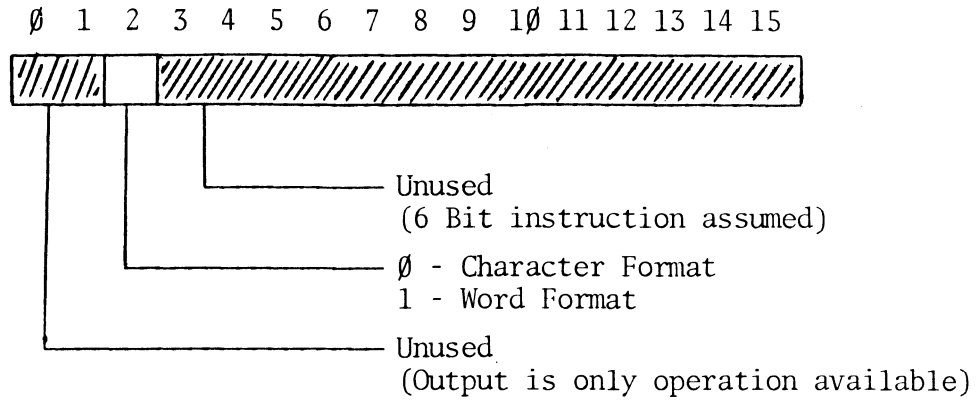 Ø 1 2 3 4 5 6 7 8 9 1Ø 11 12 13 14 15
Unused
(6 Bit instruction assumed)
Ø - Character Format
1 - Word Format
Unused
(Output is only operation available)